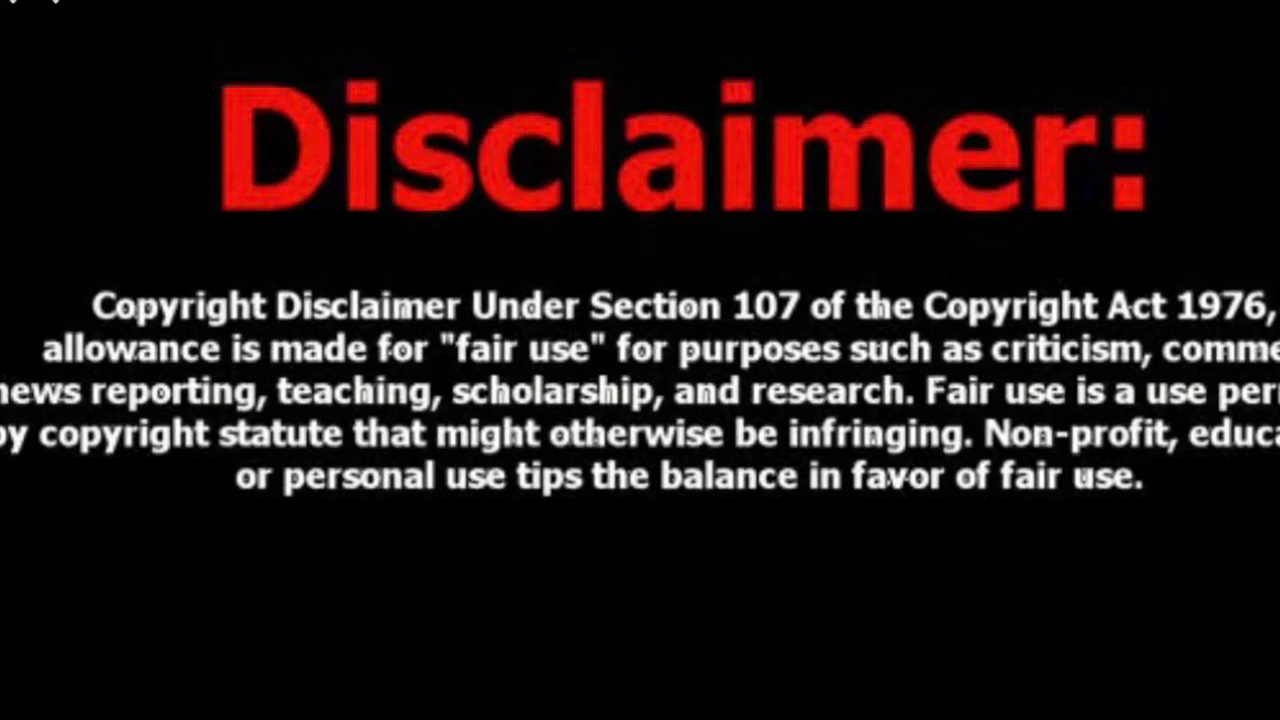 Disclaimer:
Copyright Disclaimer Under Section 107 of the Copyright Act 1976,
allowance is made for "fair use" for purposes such as criticism,
reporting, teaching, scholarship, and research. Fair use is a use
copyright statute that might otherwise be infringing. Non-profit,
or personal use tips the balance in favor of fair use.